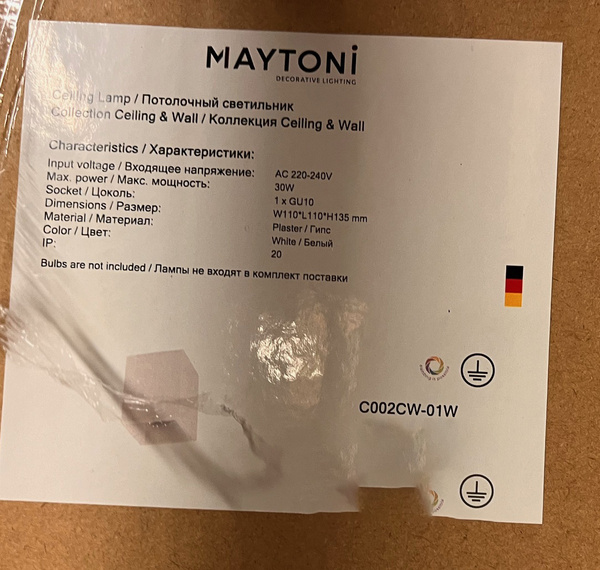 MAYTONi
DECORATIVE LIGHTING
Ceiling Lamp / Потолочный светильник
Collection Ceiling & Wall / Коллекция Ceiling & Wall
Characteristics / Характеристики:
Input voltage / Входящее напряжение: AC 220-240V
Max. power / Макс. мощность: 30W
Socket / Цоколь: 1 x GU10
Dimensions / Размер: W110*L110*H135 mm
Material / Материал: Plaster / Гипс
Color / Цвет: White / Белый
IP: 20
Bulbs are not included / Лампы не входят в комплект поставки
C002CW-01W